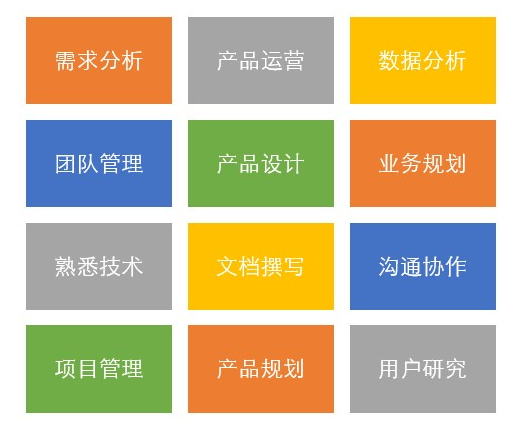 需求分析
产品运营
数据分析
团队管理
产品设计
业务规划
熟悉技术
文档撰写
沟通协作
项目管理
产品规划
用户研究